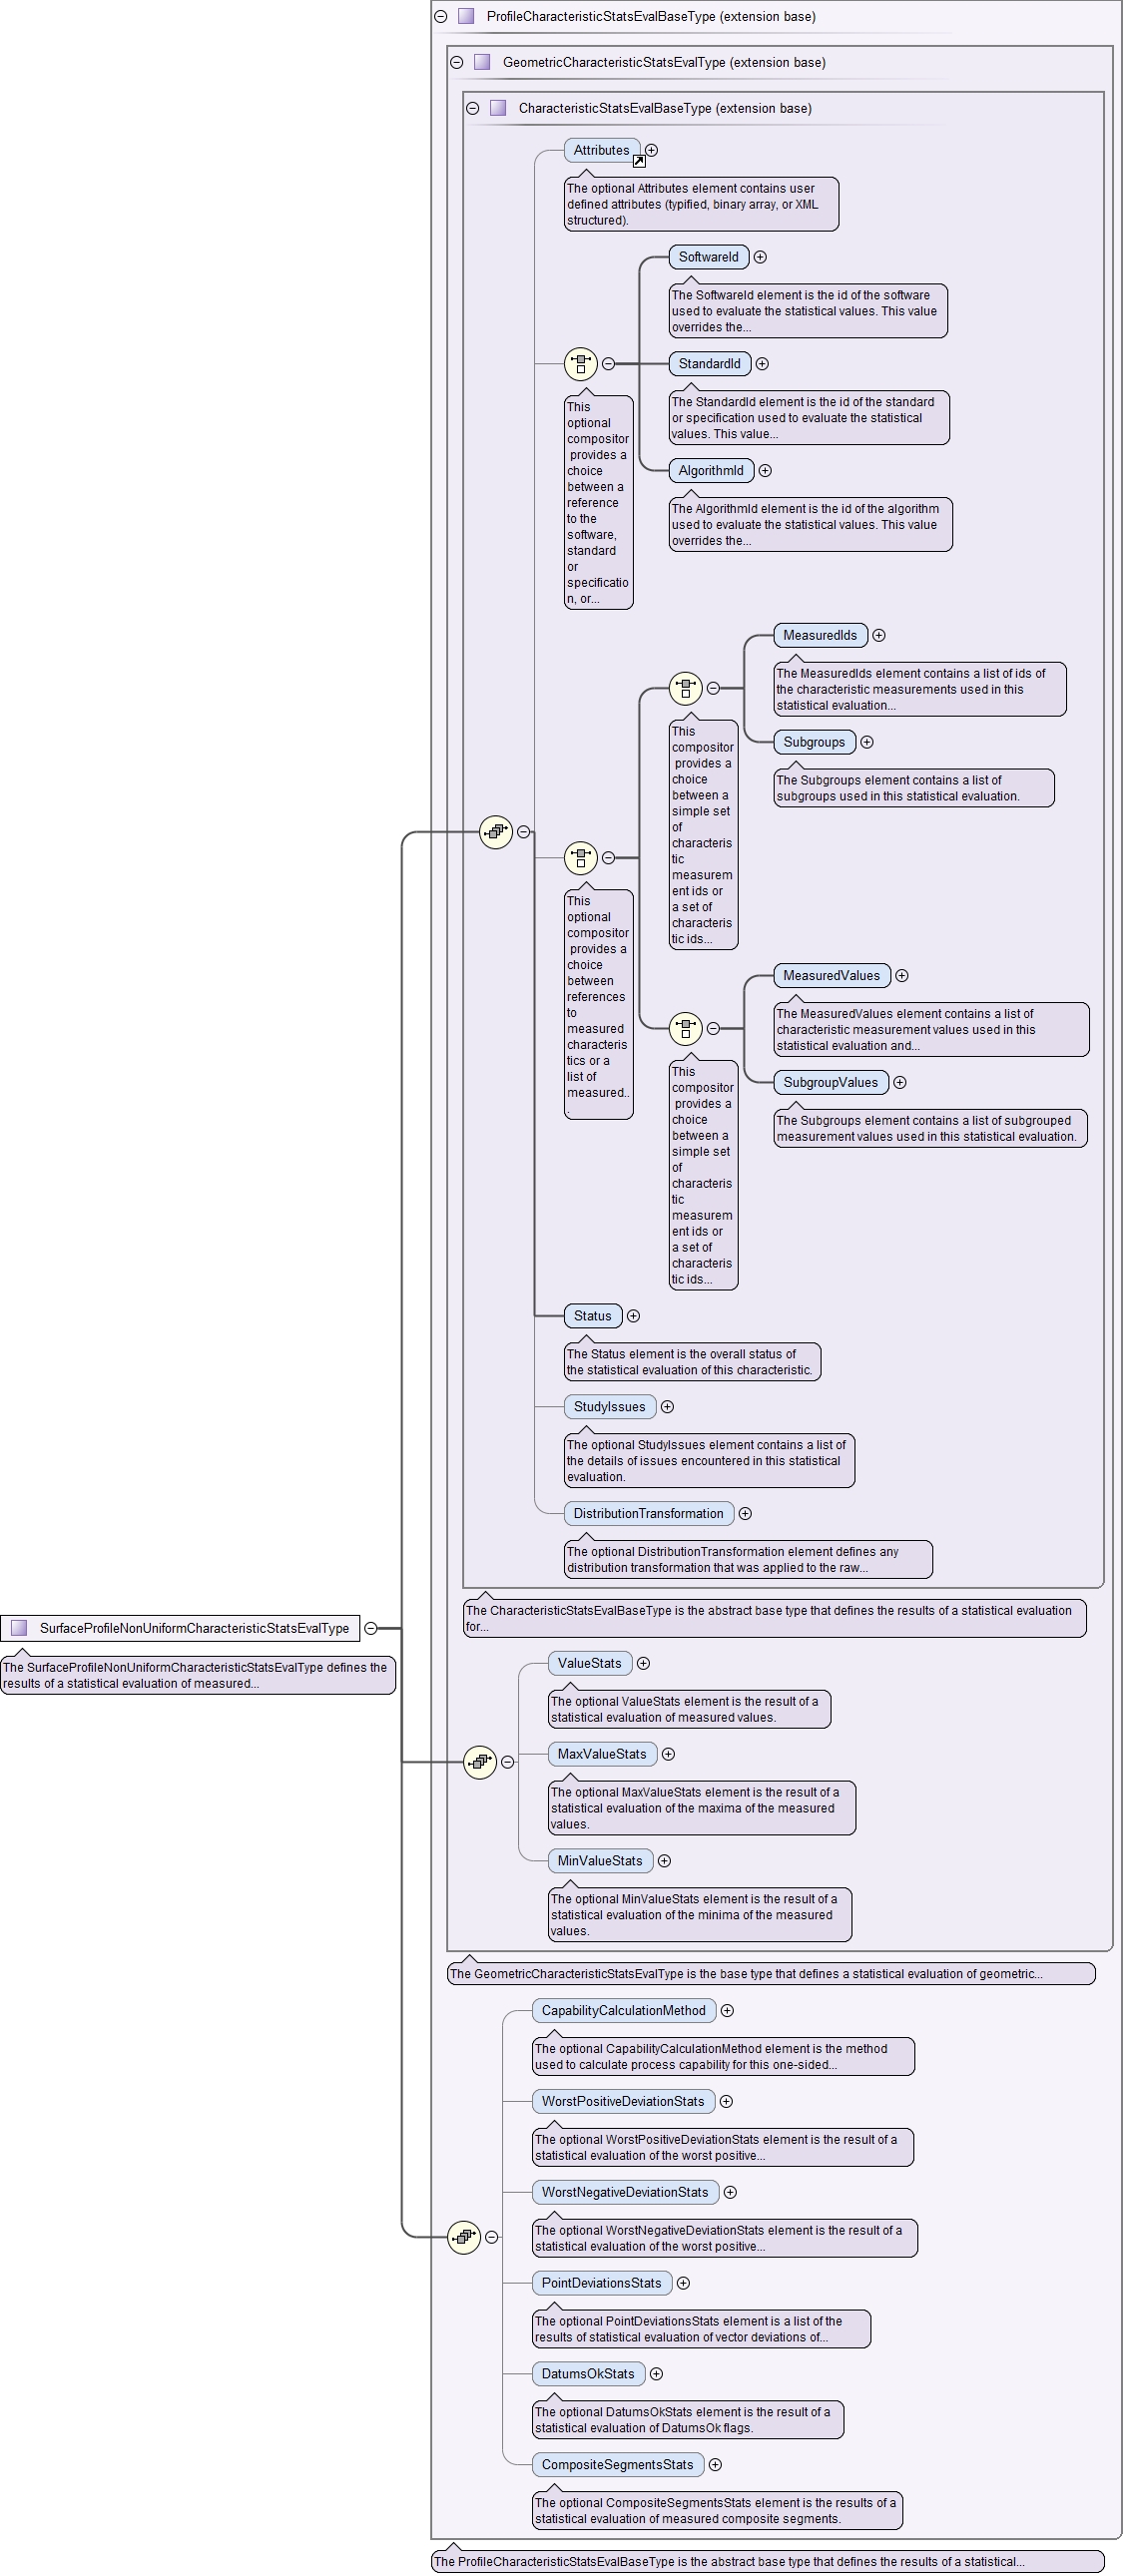 ProfileCharacteristicStatsEvalBaseType (extension base)
GeometricCharacteristicStatsEvalType (extension base)
CharacteristicStatsEvalBaseType (extension base)
Attributes
The optional Attributes element contains user
defined attributes (typified, binary array, or XML
structured).
SoftwareId
The SoftwareId element is the id of the software
used to evaluate the statistical values. This value
overrides the...
StandardId
The StandardId element is the id of the standard
or specification used to evaluate the statistical
values. This value...
AlgorithmId
The AlgorithmId element is the id of the algorithm
used to evaluate the statistical values. This value
overrides the...
This
optional
compositor
provides a
choice
between a
reference
to the
software,
standard
or
specificatio
n, or...
MeasuredIds
The MeasuredIds element contains a list of ids of
the characteristic measurements used in this
statistical evaluation...
Subgroups
The Subgroups element contains a list of
subgroups used in this statistical evaluation.
This
compositor
provides a
choice
between a
simple set
of
characteris
tic
measurem
ent ids or
a set of
characteris
tic ids...
This
optional
compositor
provides a
choice
between
references
to
measured
characteris
tics or a
list of
measured..
.
MeasuredValues
The MeasuredValues element contains a list of
characteristic measurement values used in this
statistical evaluation and...
SubgroupValues
The Subgroups element contains a list of subgrouped
measurement values used in this statistical evaluation.
This
compositor
provides a
choice
between a
simple set
of
characteris
tic
measurem
ent ids or
a set of
characteris
tic ids...
Status
The Status element is the overall status of
the statistical evaluation of this characteristic.
StudyIssues
The optional StudyIssues element contains a list of
the details of issues encountered in this statistical
evaluation.
DistributionTransformation
The optional DistributionTransformation element defines any
distribution transformation that was applied to the raw...
The CharacteristicStatsEvalBaseType is the abstract base type that defines the results of a statistical evaluation
for...
SurfaceProfileNonUniformCharacteristicStatsEvalType
The SurfaceProfileNonUniformCharacteristicStatsEvalType defines the
results of a statistical evaluation of measured...
ValueStats
The optional ValueStats element is the result of a
statistical evaluation of measured values.
MaxValueStats
The optional MaxValueStats element is the result of a
statistical evaluation of the maxima of the measured
values.
MinValueStats
The optional MinValueStats element is the result of a
statistical evaluation of the minima of the measured
values.
The GeometricCharacteristicStatsEvalType is the base type that defines a statistical evaluation of geometric...
CapabilityCalculationMethod
The optional CapabilityCalculationMethod element is the method
used to calculate process capability for this one-sided...
WorstPositiveDeviationStats
The optional WorstPositiveDeviationStats element is the result of a
statistical evaluation of the worst positive...
WorstNegativeDeviationStats
The optional WorstNegativeDeviationStats element is the result of a
statistical evaluation of the worst positive...
PointDeviationsStats
The optional PointDeviationsStats element is a list of the
results of statistical evaluation of vector deviations of...
DatumsOkStats
The optional DatumsOkStats element is the result of a
statistical evaluation of DatumsOk flags.
CompositeSegmentsStats
The optional CompositeSegmentsStats element is the results of a
statistical evaluation of measured composite segments.
The ProfileCharacteristicStatsEvalBaseType is the abstract base type that defines the results of a statistical...